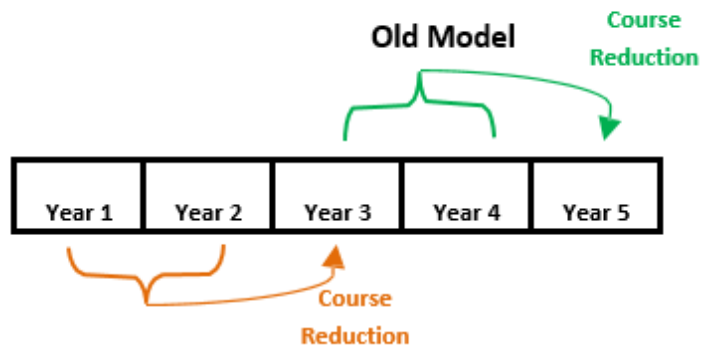 Old Model
Course
Reduction
Year 1 Year 2 Year 3 Year 4 Year 5
Course
Reduction